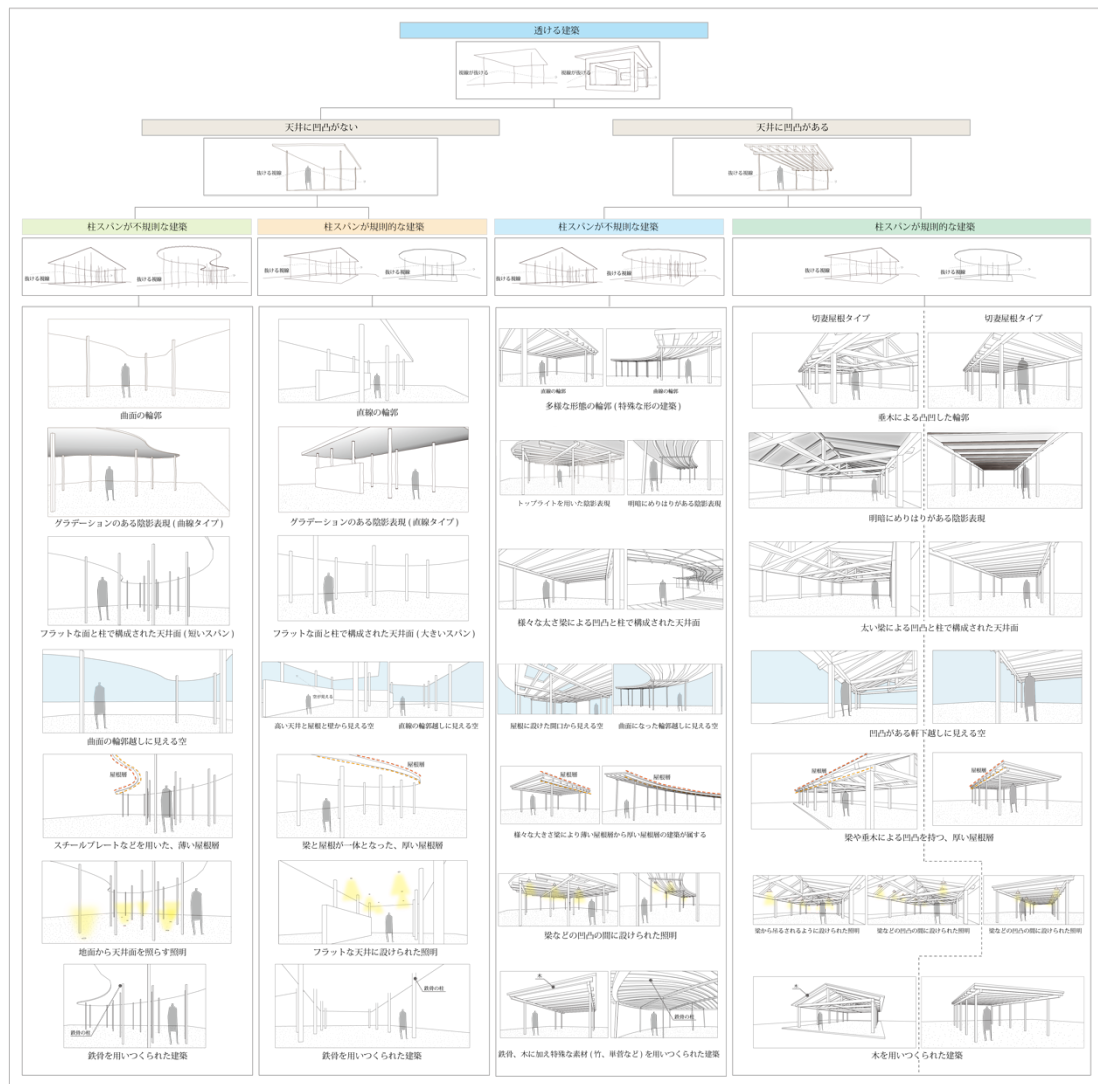 透ける建築
視線が抜ける
視線が抜ける
天井に凹凸がない
天井に凹凸がある
抜ける視線
抜ける視線
柱スパンが不規則な建築
柱スパンが規則的な建築
柱スパンが不規則な建築
柱スパンが規則的な建築
抜ける視線
抜ける視線
抜ける視線
抜ける視線
抜ける視線
抜ける視線
抜ける視線
抜ける視線
曲面の輪郭
グラデーションのある陰影表現 ( 曲線タイプ )
フラットな面と柱で構成された天井面 ( 短いスパン )
曲面の輪郭越しに見える空
屋根層
スチールプレートなどを用いた、薄い屋根層
地面から天井面を照らす照明
鉄骨の柱
鉄骨を用いつくられた建築
直線の輪郭
グラデーションのある陰影表現 ( 直線タイプ )
フラットな面と柱で構成された天井面 ( 大きいスパン )
空が見える
高い天井と屋根と壁から見える空
直線の輪郭越しに見える空
屋根層
梁と屋根が一体となった、厚い屋根層
フラットな天井に設けられた照明
鉄骨の柱
鉄骨を用いつくられた建築
直線の輪郭
曲線の輪郭
多様な形態の輪郭 ( 特殊な形の建築 )
トップライトを用いた陰影表現
明暗にめりはりがある陰影表現
様々な太さ梁による凹凸と柱で構成された天井面
屋根に設けた開口から見える空
曲面になった輪郭越しに見える空
屋根層
屋根層
様々な大きさ梁により薄い屋根層から厚い屋根層の建築が属する
梁などの凹凸の間に設けられた照明
木
鉄骨の柱
鉄骨、木に加え特殊な素材 ( 竹、単管など ) を用いつくられた建築
切妻屋根タイプ
切妻屋根タイプ
垂木による凸凹した輪郭
明暗にめりはりがある陰影表現
太い梁による凹凸と柱で構成された天井面
凹凸がある軒下越しに見える空
屋根層
屋根層
梁や垂木による凹凸を持つ、厚い屋根層
梁から吊るされるように設けられた照明
梁などの凹凸の間に設けられた照明
梁などの凹凸の間に設けられた照明
木
木を用いつくられた建築